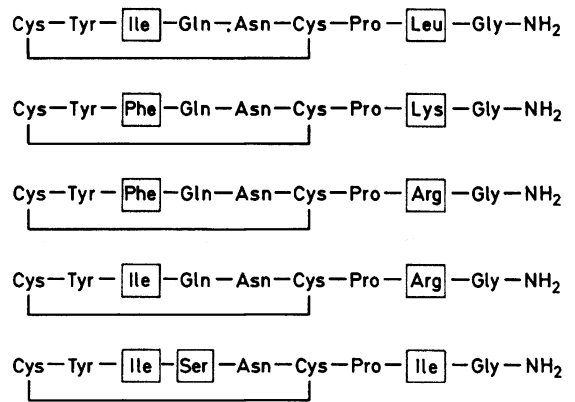 Cys–Tyr–Ile–Gln–Asn–Cys–Pro–Leu–Gly–NH2
Cys–Tyr–Phe–Gln–Asn–Cys–Pro–Lys–Gly–NH2
Cys–Tyr–Phe–Gln–Asn–Cys–Pro–Arg–Gly–NH2
Cys–Tyr–Ile–Gln–Asn–Cys–Pro–Arg–Gly–NH2
Cys–Tyr–Ile–Ser–Asn–Cys–Pro–Ile–Gly–NH2